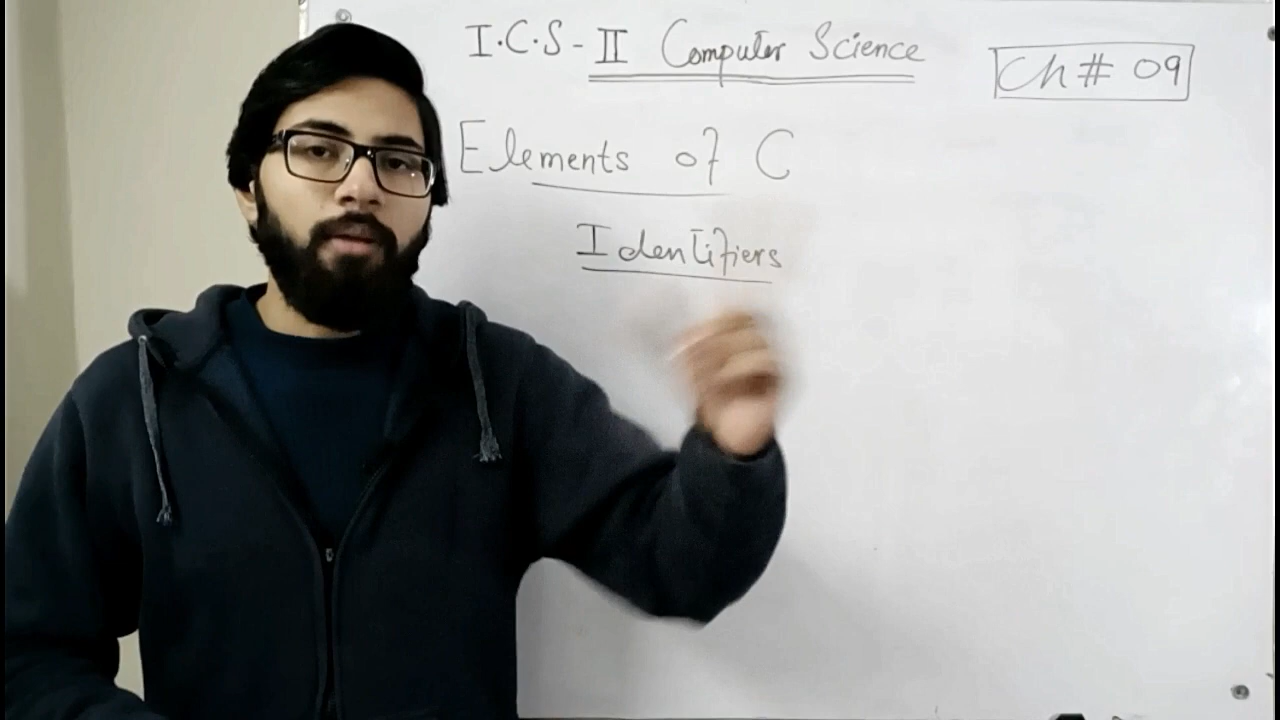 I.C.S - II Computer Science
Ch # 09
Elements of C
Identifiers